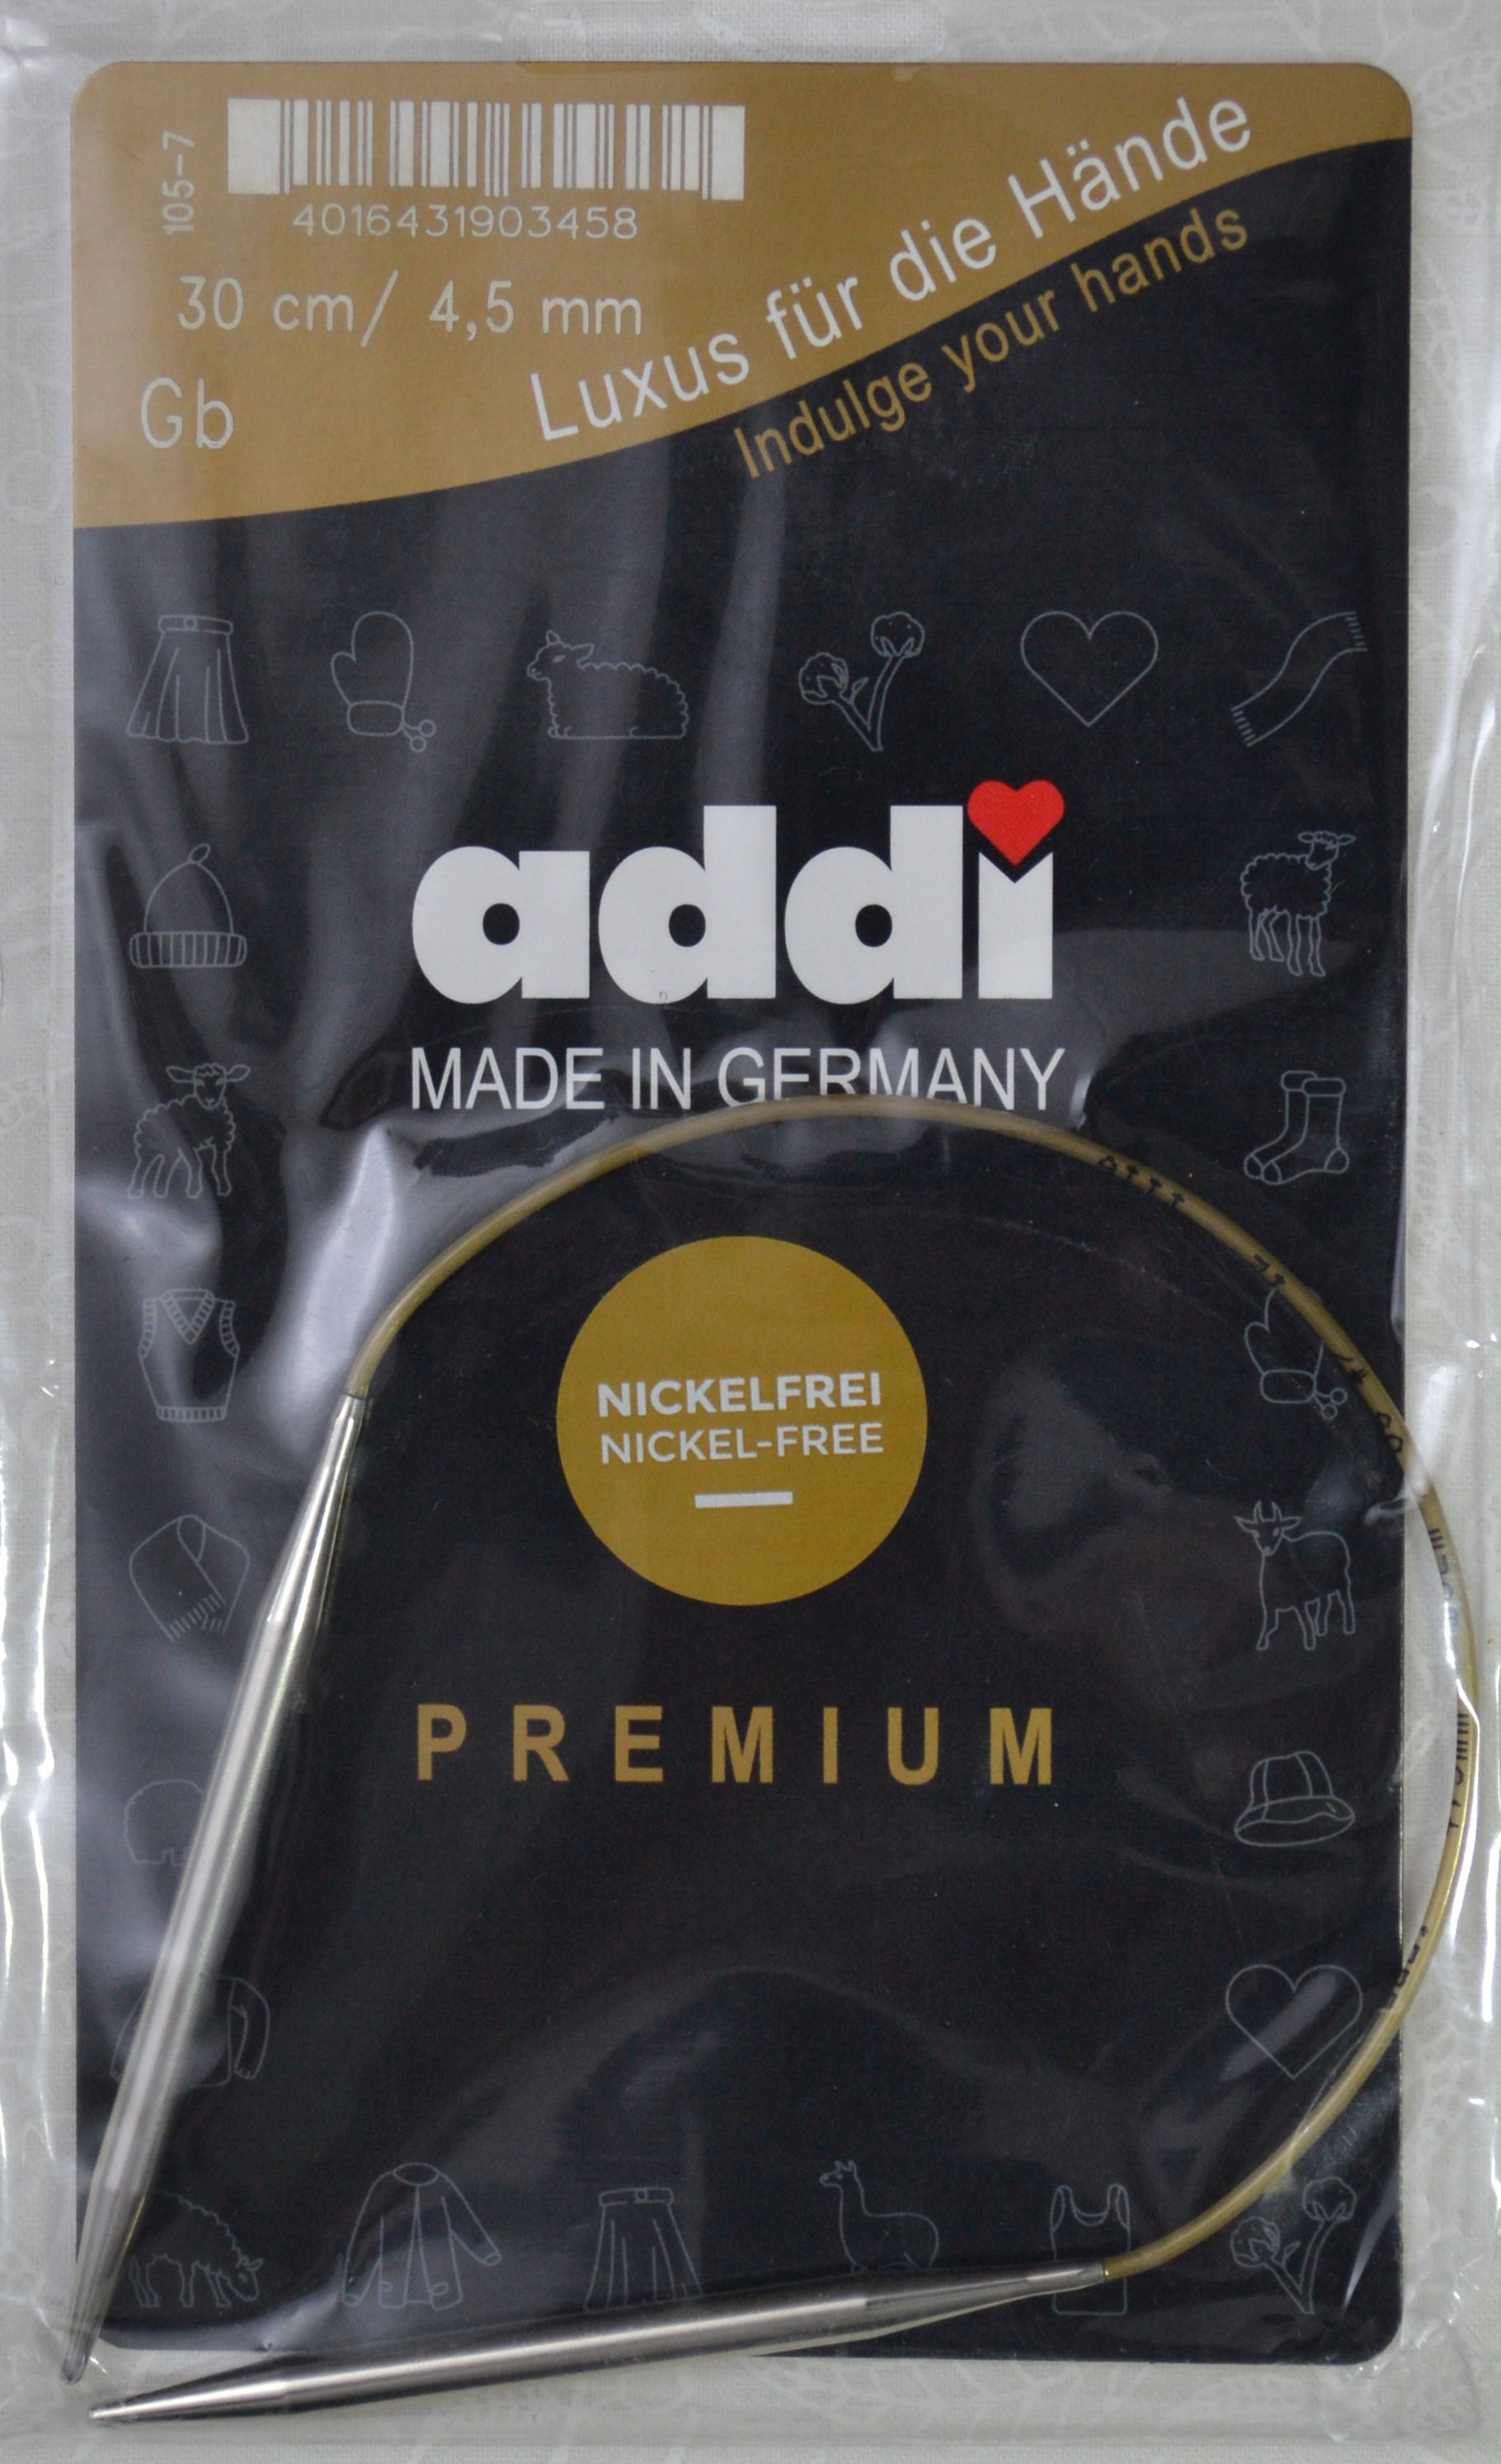 105-7
4016431903458
30 cm/ 4,5 mm
Gb
Luxus für die Hände
Indulge your hands
addi
MADE IN GERMANY
NICKELFREI
NICKEL-FREE
PREMIUM